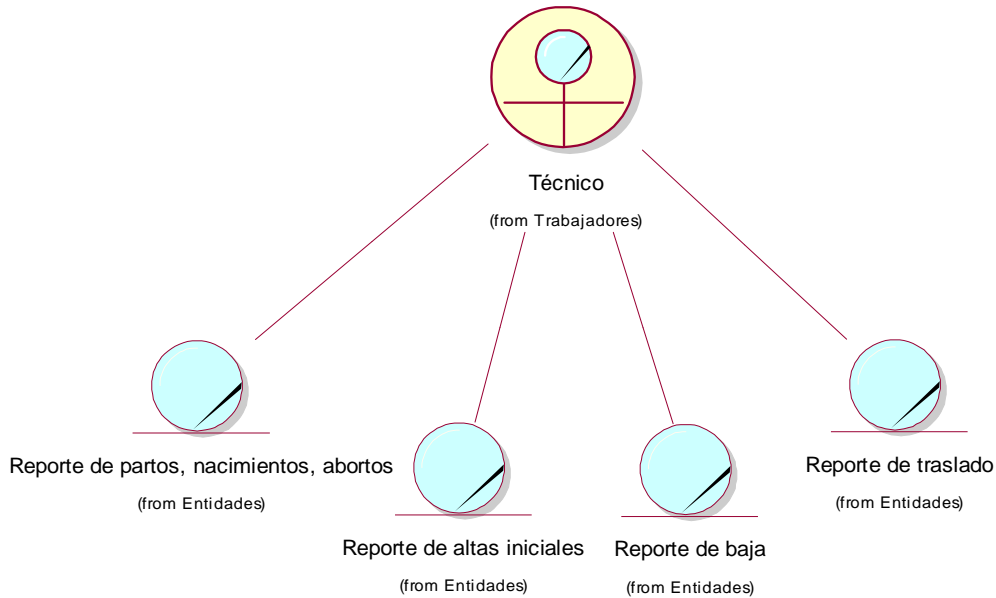 Técnico
(from Trabajadores)
Reporte de partos, nacimientos, abortos
(from Entidades)
Reporte de traslado
(from Entidades)
Reporte de altas iniciales
(from Entidades)
Reporte de baja
(from Entidades)